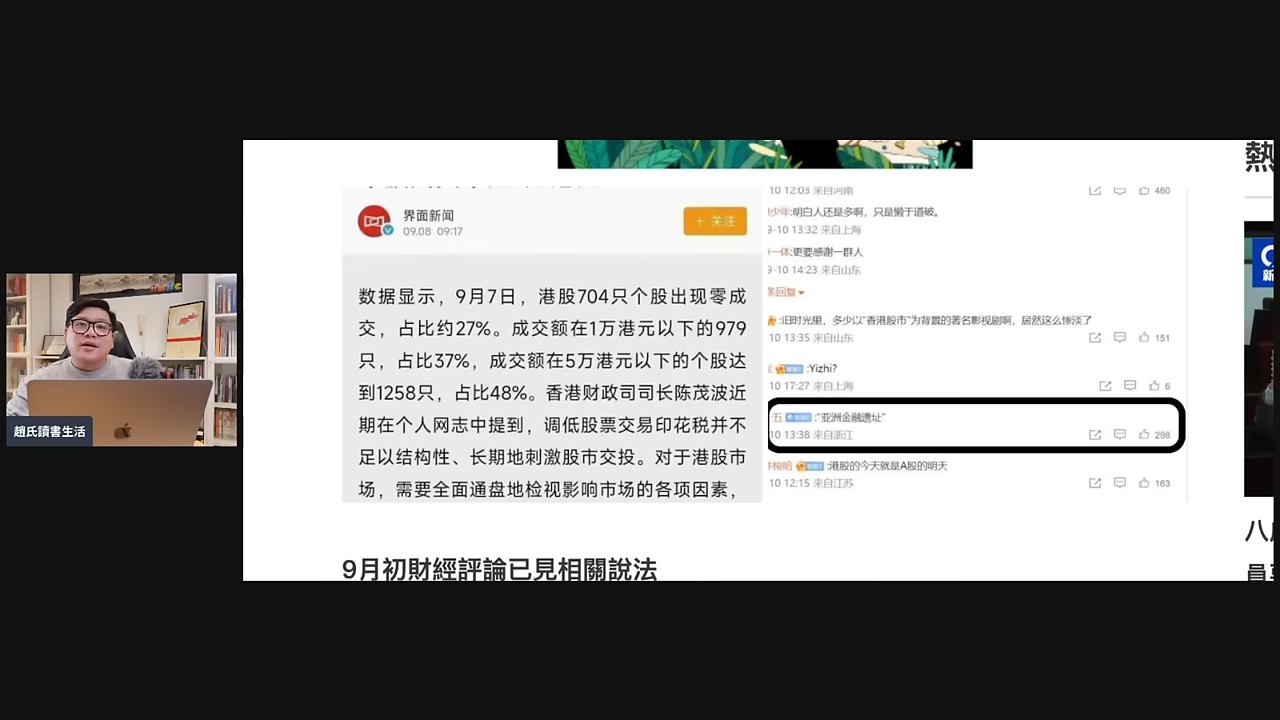 趙氏讀書生活
界面新闻
09.08 09:17
＋ 关注
数据显示，9月7日，港股704只个股出现零成
交，占比约27%。成交额在1万港元以下的979
只，占比37%，成交额在5万港元以下的个股达
到1258只，占比48%。香港财政司司长陈茂波近
期在个人网志中提到，调低股票交易印花税并不
足以结构性、长期地刺激股市交投。对于港股市
场，需要全面通盘地检视影响市场的各项因素，
10 12:03 来自河南 460
少年:明白人还是多啊，只是懒于道破。
9-10 13:32 来自上海
一体:更要感谢一群人
9-10 14:23 来自山东
条回复
:旧时光里，多少以“香港股市”为背景的著名影视剧啊，居然这么惨淡了
10 13:35 来自山东 151
:Yizhi?
10 17:27 来自上海 6
五 :“亚洲金融遗址”
10 13:38 来自浙江 298
梭哈 :港股的今天就是A股的明天
10 12:15 来自江苏 163
9月初財經評論已見相關說法
熱
新
八
員